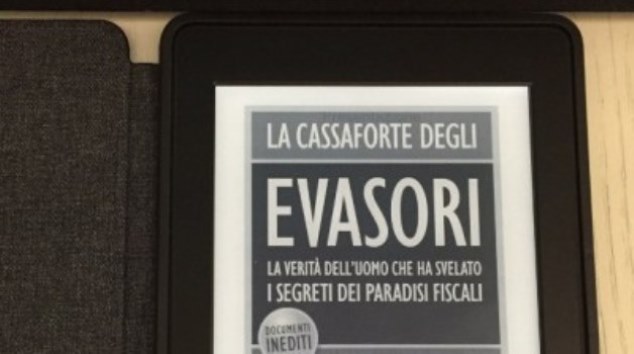 LA CASSAFORTE DEGLI
EVASORI
LA VERITÀ DELL'UOMO CHE HA SVELATO
I SEGRETI DEI PARADISI FISCALI
DOCUMENTI
INEDITI